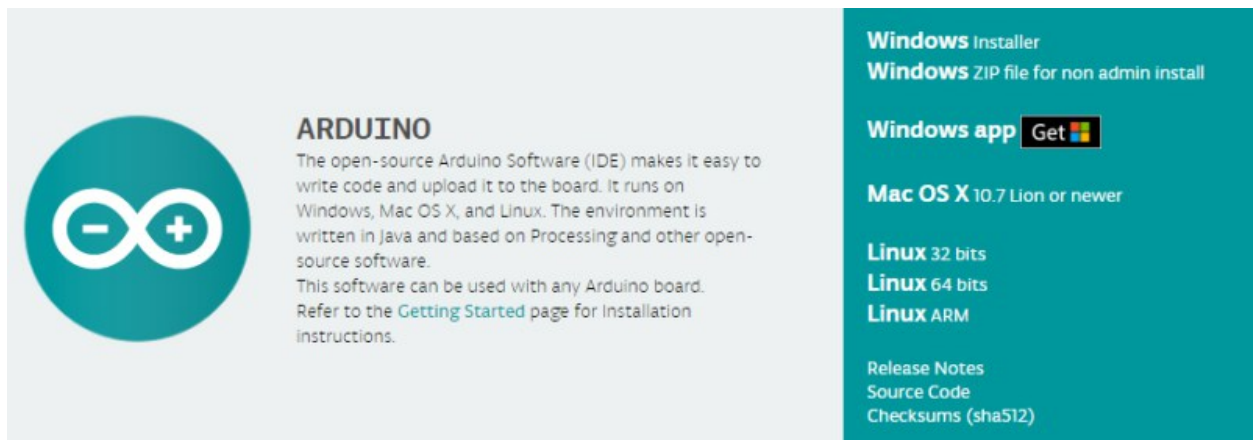 ARDUINO
The open-source Arduino Software (IDE) makes it easy to
write code and upload it to the board. It runs on
Windows, Mac OS X, and Linux. The environment is
written in Java and based on Processing and other open-
source software.
This software can be used with any Arduino board.
Refer to the Getting Started page for Installation
instructions.
Windows Installer
Windows ZIP file for non admin install
Windows app Get
Mac OS X 10.7 Lion or newer
Linux 32 bits
Linux 64 bits
Linux ARM
Release Notes
Source Code
Checksums (sha512)